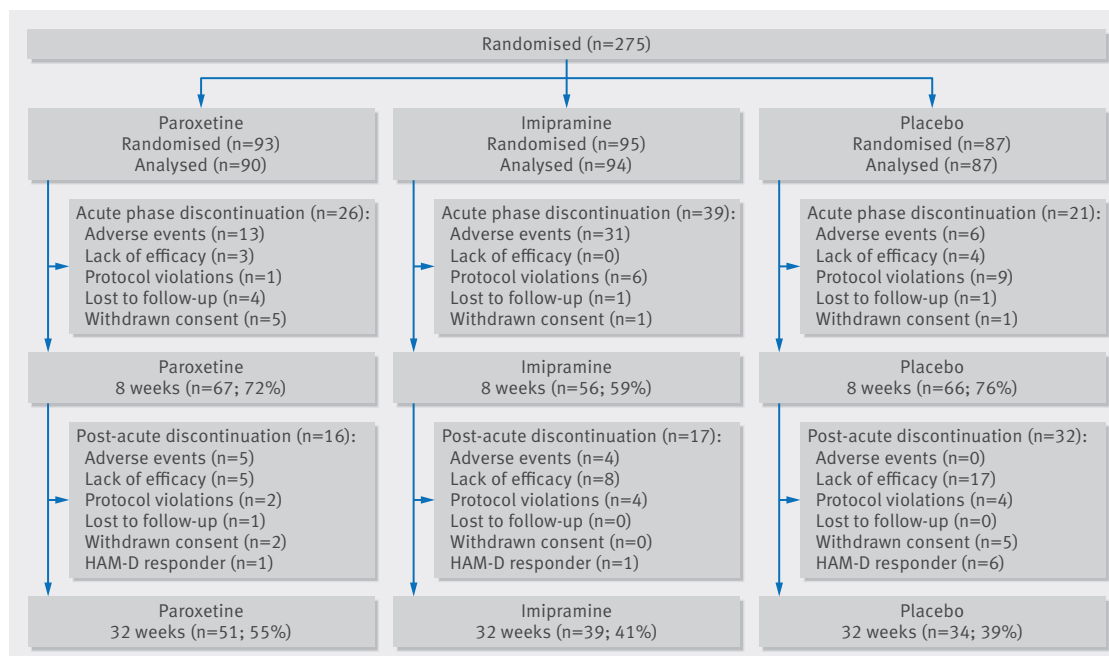 Randomised (n=275)
Paroxetine
Randomised (n=93)
Analysed (n=90)
Imipramine
Randomised (n=95)
Analysed (n=94)
Placebo
Randomised (n=87)
Analysed (n=87)
Acute phase discontinuation (n=26):
Adverse events (n=13)
Lack of efficacy (n=3)
Protocol violations (n=1)
Lost to follow-up (n=4)
Withdrawn consent (n=5)
Acute phase discontinuation (n=39):
Adverse events (n=31)
Lack of efficacy (n=0)
Protocol violations (n=6)
Lost to follow-up (n=1)
Withdrawn consent (n=1)
Acute phase discontinuation (n=21):
Adverse events (n=6)
Lack of efficacy (n=4)
Protocol violations (n=9)
Lost to follow-up (n=1)
Withdrawn consent (n=1)
Paroxetine
8 weeks (n=67; 72%)
Imipramine
8 weeks (n=56; 59%)
Placebo
8 weeks (n=66; 76%)
Post-acute discontinuation (n=16):
Adverse events (n=5)
Lack of efficacy (n=5)
Protocol violations (n=2)
Lost to follow-up (n=1)
Withdrawn consent (n=2)
HAM-D responder (n=1)
Post-acute discontinuation (n=17):
Adverse events (n=4)
Lack of efficacy (n=8)
Protocol violations (n=4)
Lost to follow-up (n=0)
Withdrawn consent (n=0)
HAM-D responder (n=1)
Post-acute discontinuation (n=32):
Adverse events (n=0)
Lack of efficacy (n=17)
Protocol violations (n=4)
Lost to follow-up (n=0)
Withdrawn consent (n=5)
HAM-D responder (n=6)
Paroxetine
32 weeks (n=51; 55%)
Imipramine
32 weeks (n=39; 41%)
Placebo
32 weeks (n=34; 39%)